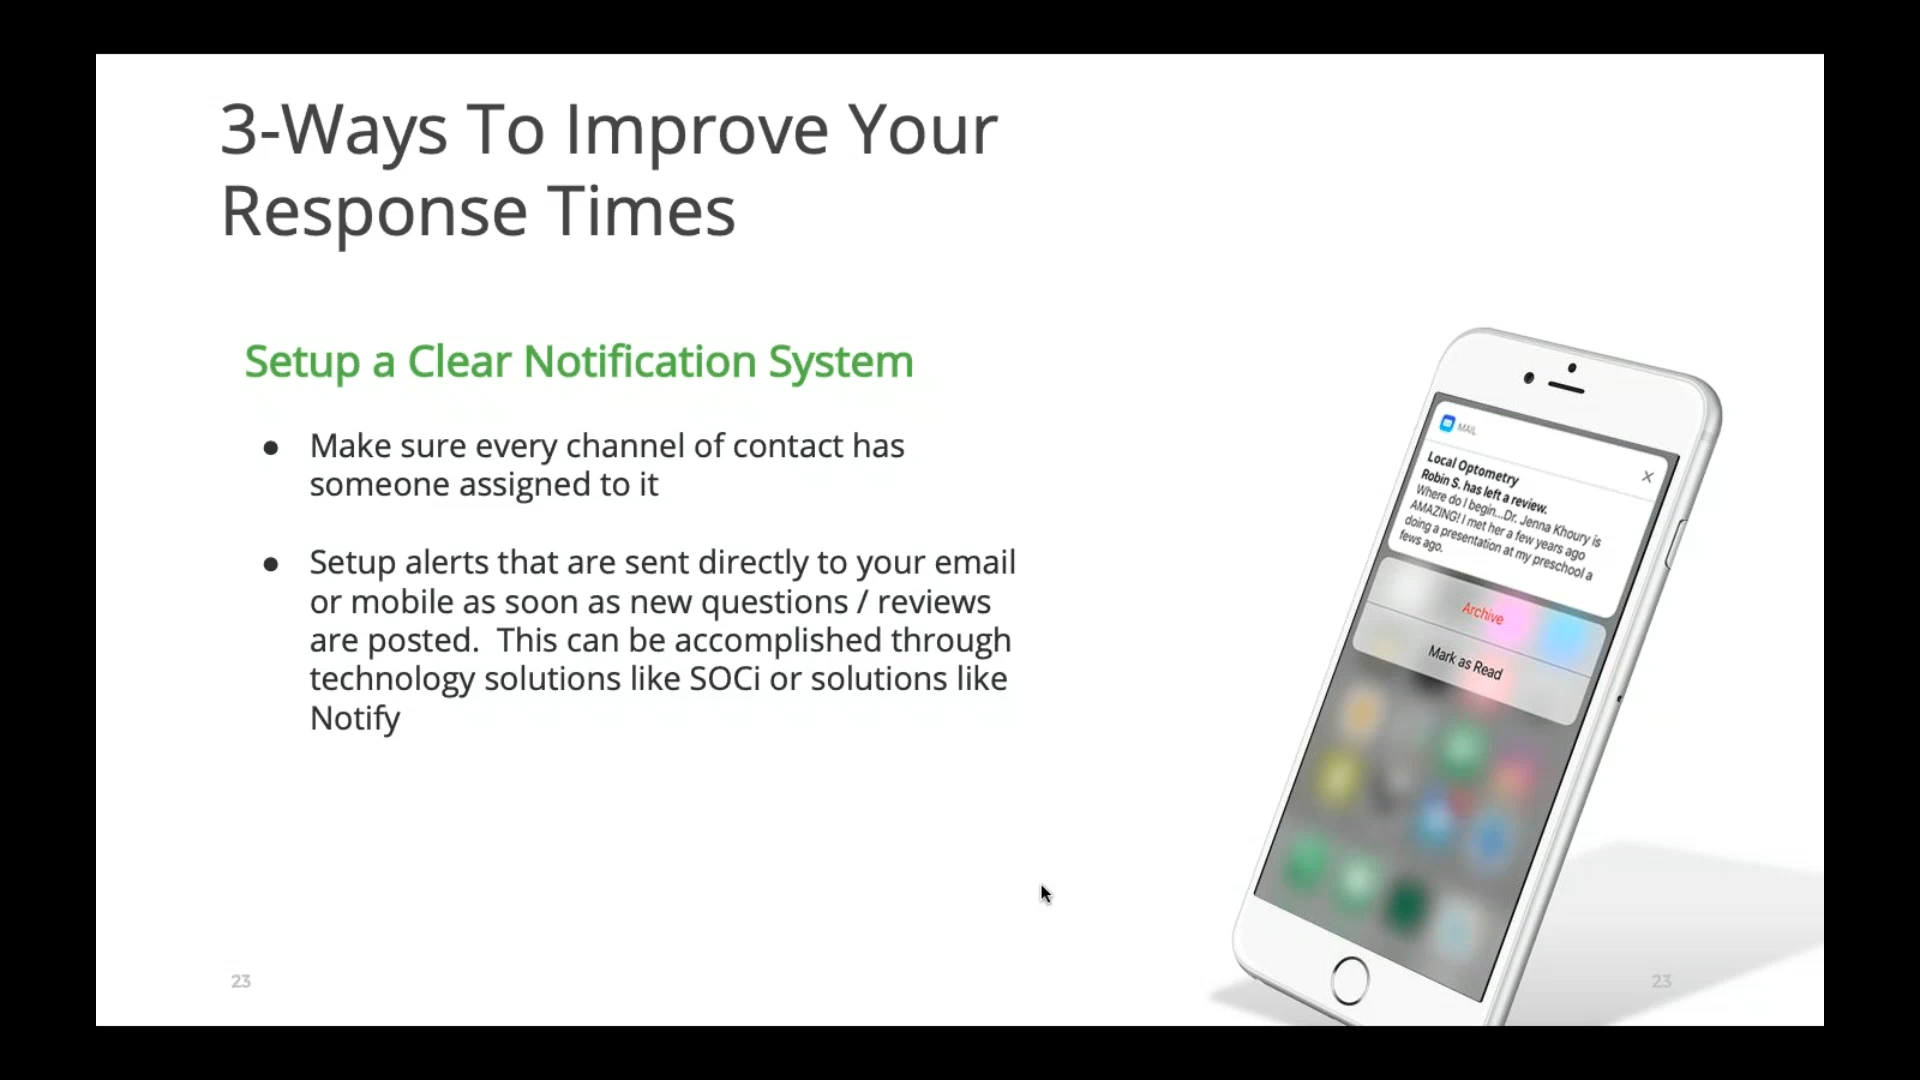 3-Ways To Improve Your
Response Times
Setup a Clear Notification System
● Make sure every channel of contact has
someone assigned to it
● Setup alerts that are sent directly to your email
or mobile as soon as new questions / reviews
are posted.  This can be accomplished through
technology solutions like SOCi or solutions like
Notify
MAIL
Local Optometry
Robin S. has left a review.
Where do I begin...Dr. Jenna Khoury is
AMAZING! I met her a few years ago
doing a presentation at my preschool a
fews ago.
Archive
Mark as Read
23
23